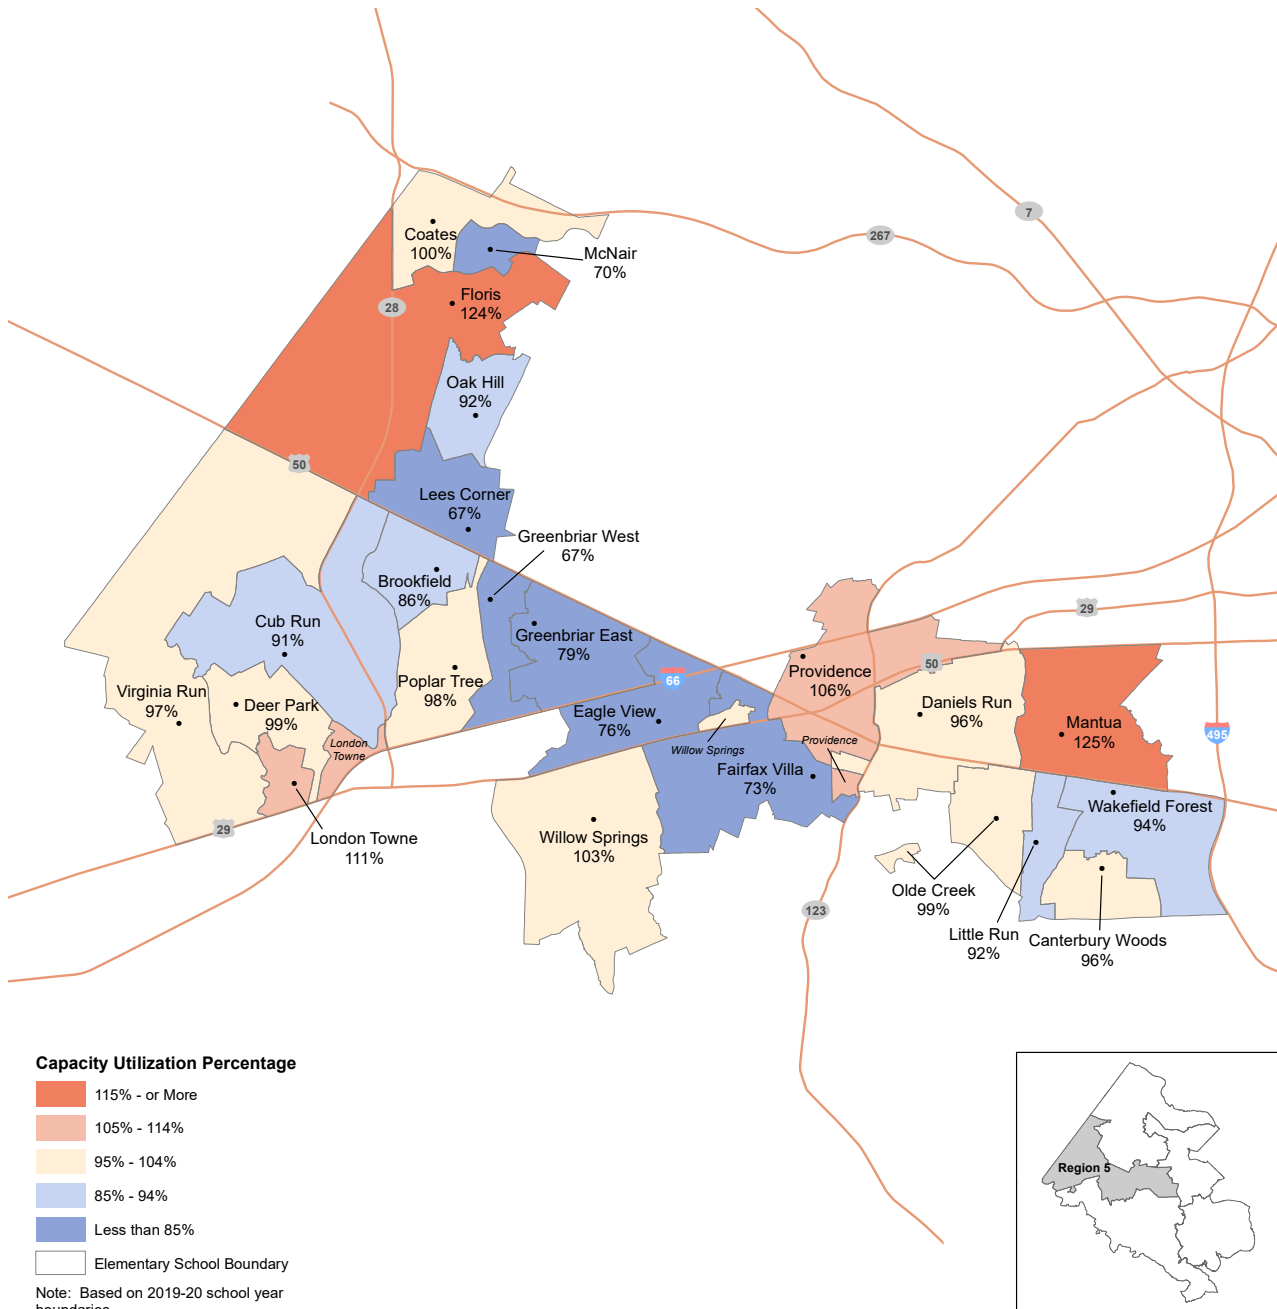 7
267
Coates
100%
McNair
70%
Floris
124%
28
Oak Hill
92%
50
Lees Corner
67%
Greenbriar West
67%
Brookfield
86%
29
Cub Run
91%
Greenbriar East
79%
50
Providence
106%
66
Poplar Tree
98%
Virginia Run
97%
Deer Park
99%
Daniels Run
96%
Eagle View
76%
Mantua
125%
495
London
Towne
Willow Springs
Providence
Fairfax Villa
73%
Wakefield Forest
94%
29
London Towne
111%
Willow Springs
103%
Olde Creek
99%
123
Little Run
92%
Canterbury Woods
96%
Capacity Utilization Percentage
115% - or More
105% - 114%
95% - 104%
85% - 94%
Less than 85%
Elementary School Boundary
Note: Based on 2019-20 school year
boundaries
Region 5